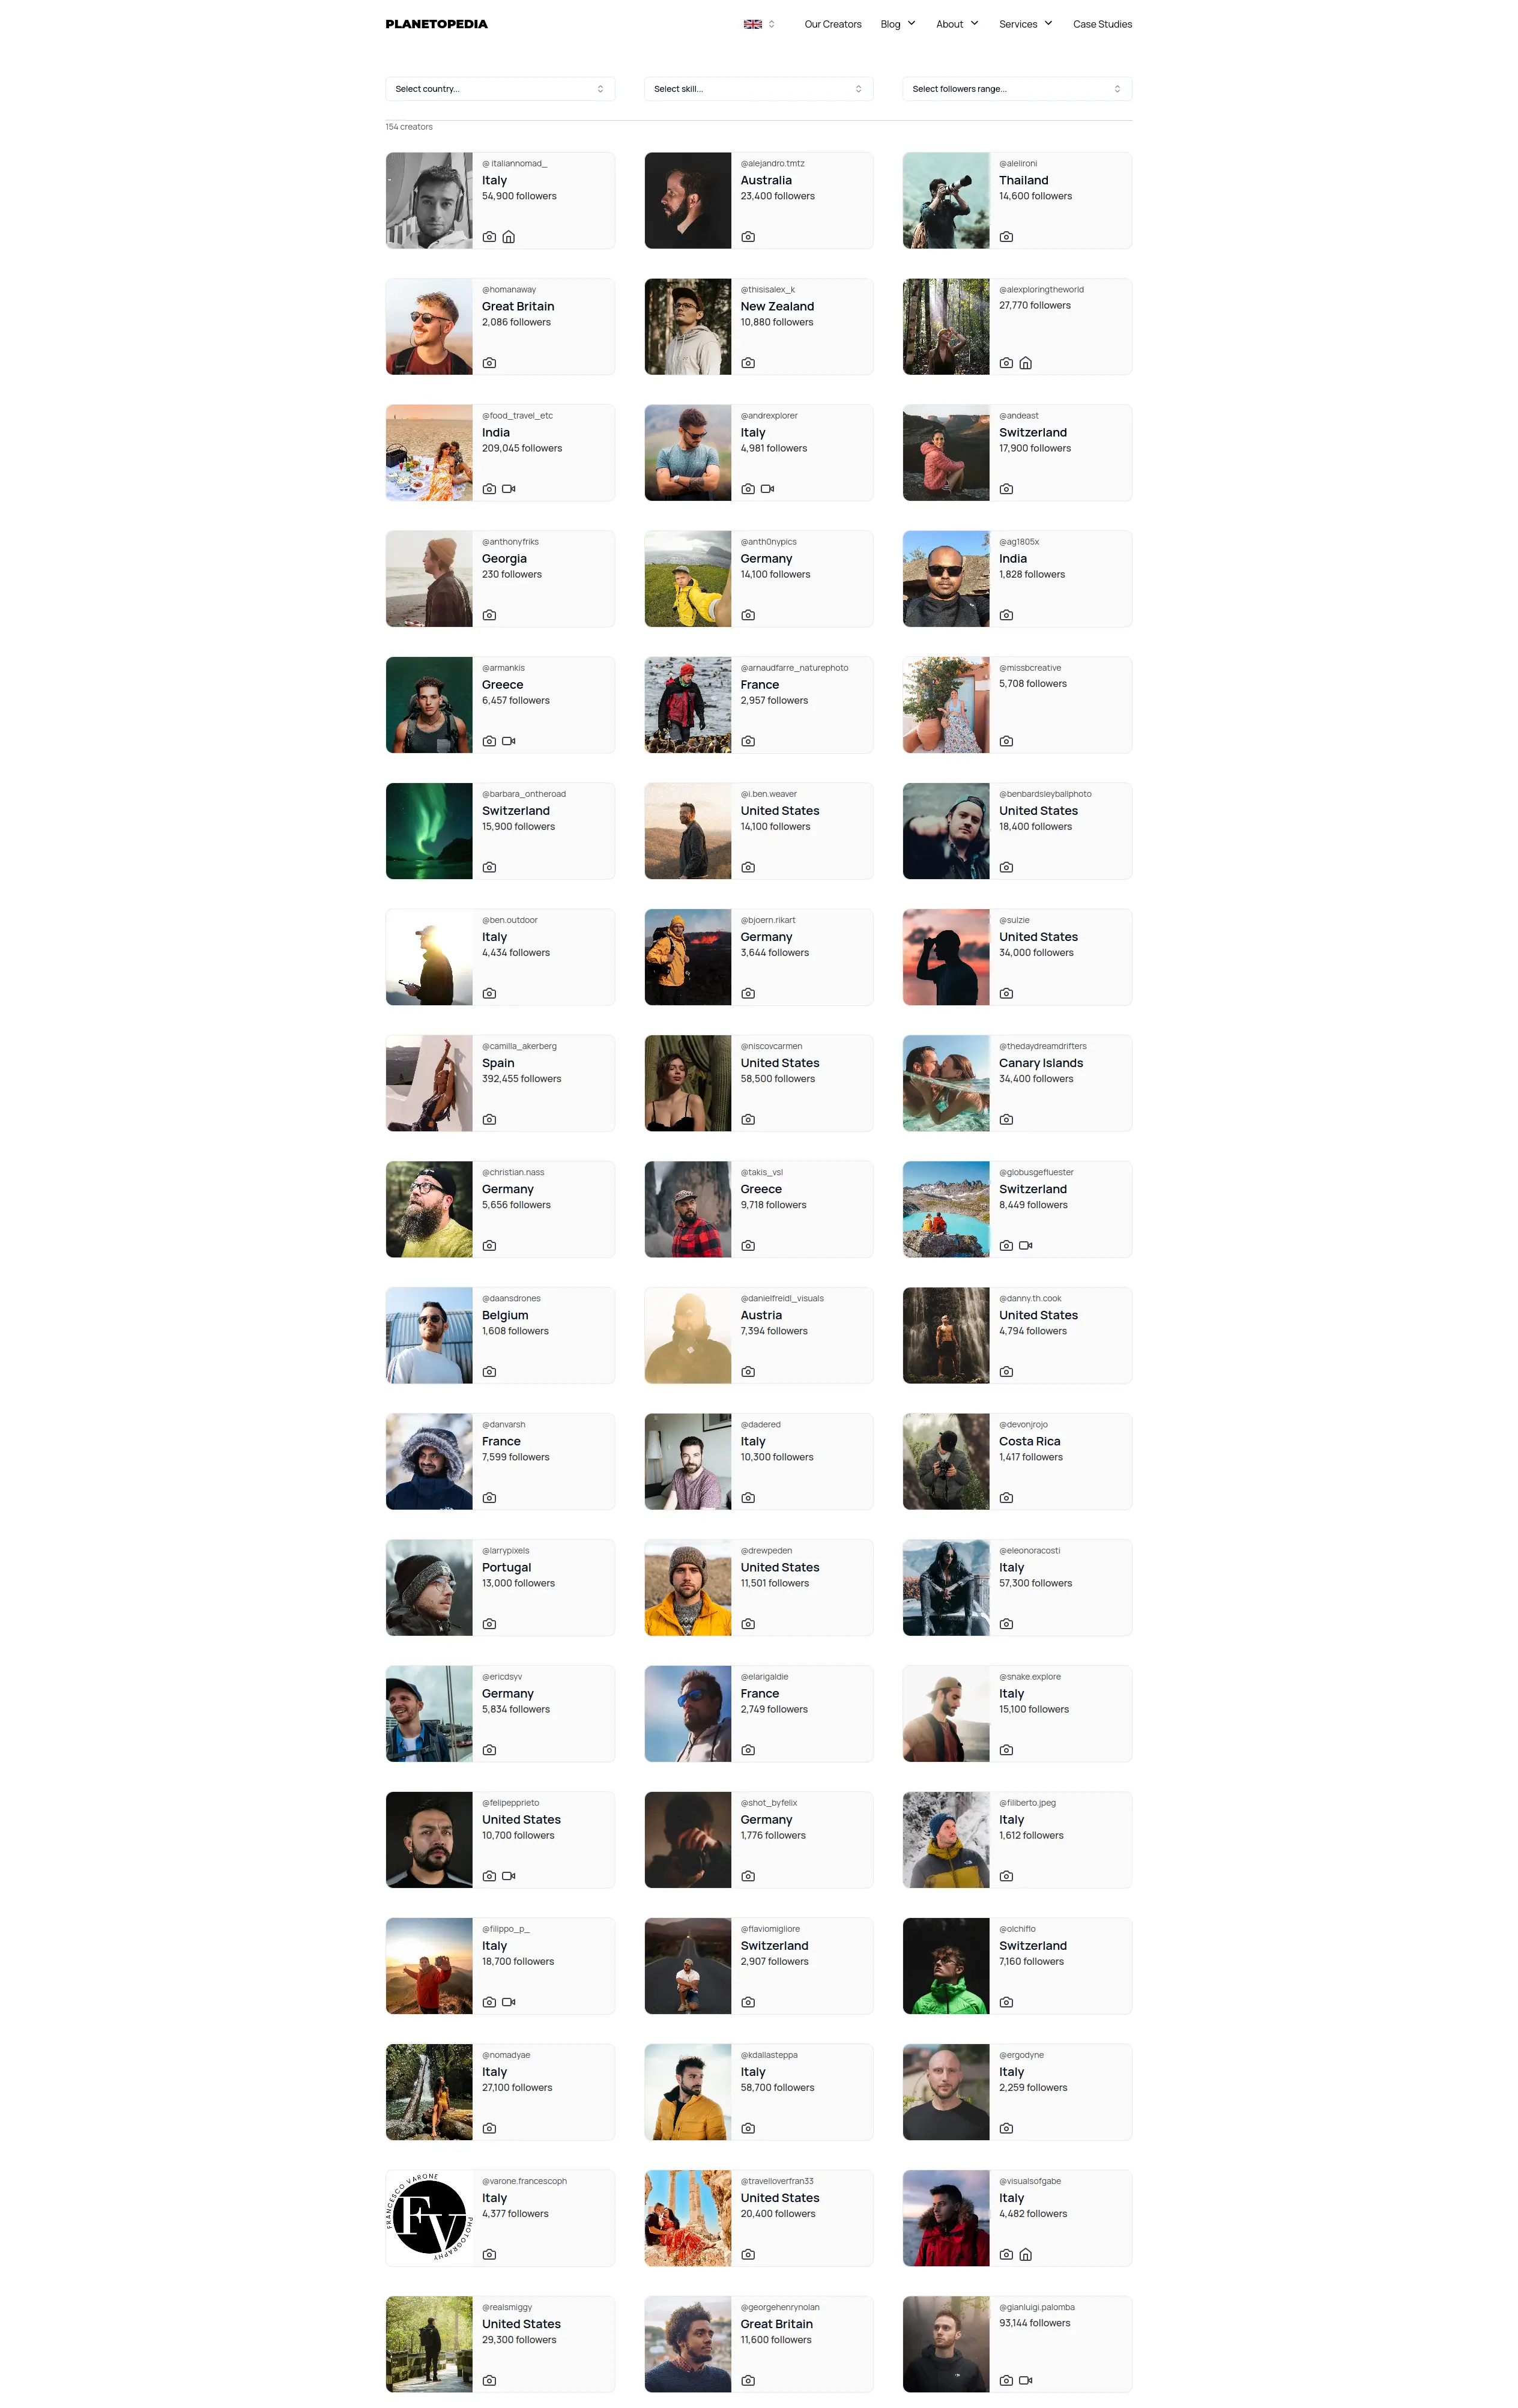 PLANETOPEDIA
Our Creators
Blog
About
Services
Case Studies
Select country...
Select skill...
Select followers range...
154 creators
@ italiannomad_
Italy
54,900 followers
@alejandro.tmtz
Australia
23,400 followers
@alelironi
Thailand
14,600 followers
@homanaway
Great Britain
2,086 followers
@thisisalex_k
New Zealand
10,880 followers
@alexploringtheworld
27,770 followers
@food_travel_etc
India
209,045 followers
@andrexplorer
Italy
4,981 followers
@andeast
Switzerland
17,900 followers
@anthonyfriks
Georgia
230 followers
@anth0nypics
Germany
14,100 followers
@ag1805x
India
1,828 followers
@armankis
Greece
6,457 followers
@arnaudfarre_naturephoto
France
2,957 followers
@missbcreative
5,708 followers
@barbara_ontheroad
Switzerland
15,900 followers
@i.ben.weaver
United States
14,100 followers
@benbardsleyballphoto
United States
18,400 followers
@ben.outdoor
Italy
4,434 followers
@bjoern.rikart
Germany
3,644 followers
@sulzie
United States
34,000 followers
@camilla_akerberg
Spain
392,455 followers
@niscovcarmen
United States
58,500 followers
@thedaydreamdrifters
Canary Islands
34,400 followers
@christian.nass
Germany
5,656 followers
@takis_vsl
Greece
9,718 followers
@globusgefluester
Switzerland
8,449 followers
@daansdrones
Belgium
1,608 followers
@danielfreidl_visuals
Austria
7,394 followers
@danny.th.cook
United States
4,794 followers
@danvarsh
France
7,599 followers
@dadered
Italy
10,300 followers
@devonjrojo
Costa Rica
1,417 followers
@larrypixels
Portugal
13,000 followers
@drewpeden
United States
11,501 followers
@eleonoracosti
Italy
57,300 followers
@ericdsyv
Germany
5,834 followers
@elarigaldie
France
2,749 followers
@snake.explore
Italy
15,100 followers
@felipepprieto
United States
10,700 followers
@shot_byfelix
Germany
1,776 followers
@filiberto.jpeg
Italy
1,612 followers
@filippo_p_
Italy
18,700 followers
@flaviomigliore
Switzerland
2,907 followers
@olchiflo
Switzerland
7,160 followers
@nomadyae
Italy
27,100 followers
@kdallasteppa
Italy
58,700 followers
@ergodyne
Italy
2,259 followers
FRANCESCO VARONE
FV
PHOTOGRAPHY
@varone.francescoph
Italy
4,377 followers
@travelloverfran33
United States
20,400 followers
@visualsofgabe
Italy
4,482 followers
@realsmiggy
United States
29,300 followers
@georgehenrynolan
Great Britain
11,600 followers
@gianluigi.palomba
93,144 followers